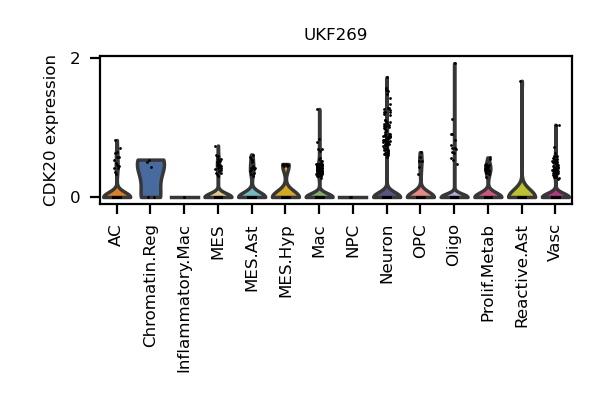 UKF269
CDK20 expression
2
0
AC
Chromatin.Reg
Inflammatory.Mac
MES
MES.Ast
MES.Hyp
Mac
NPC
Neuron
OPC
Oligo
Prolif.Metab
Reactive.Ast
Vasc